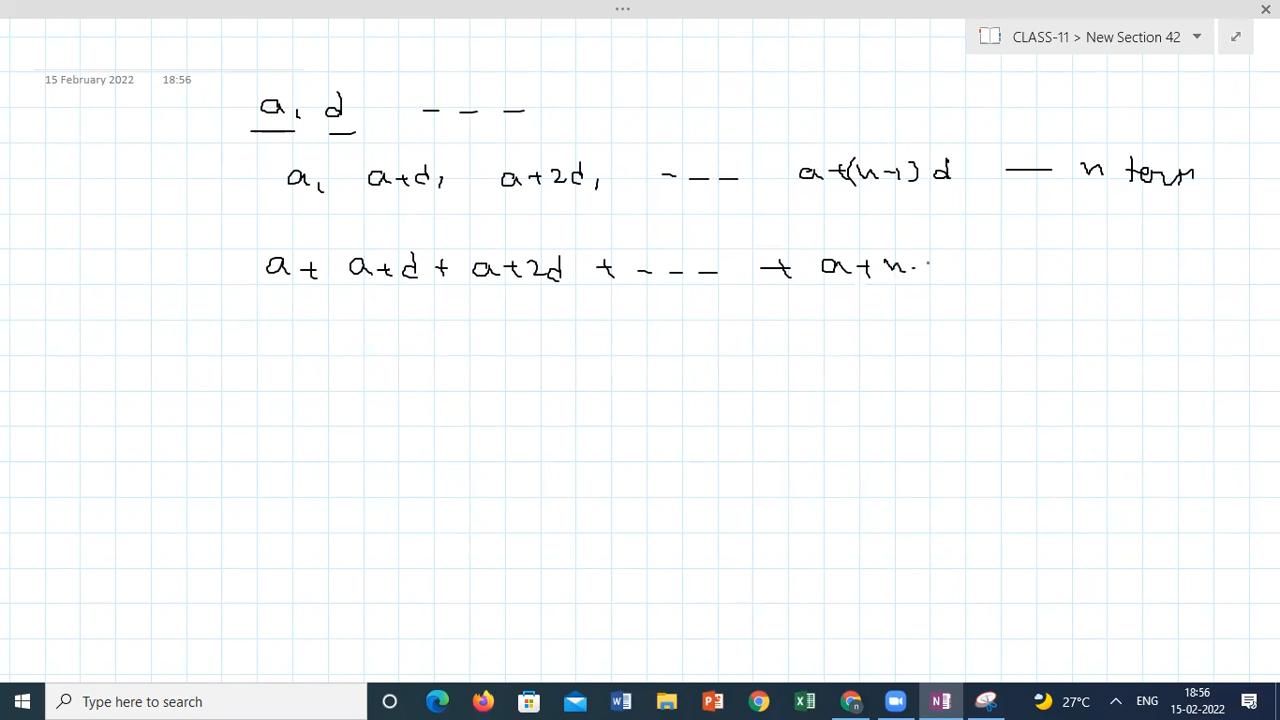 CLASS-11 > New Section 42
15 February 2022 18:56
a, d - - -
a, a+d, a+2d, - - - a+(n-1)d — n term
a + a+d + a+2d + - - - + a+n.
Type here to search 27°C ENG 18:56
15-02-2022